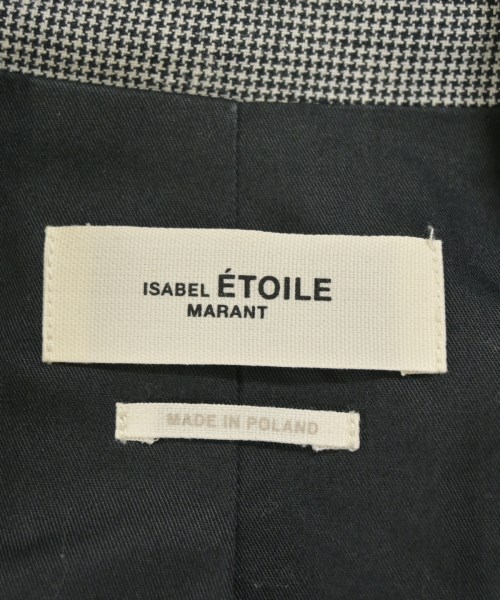 ISABEL ÉTOILE
MARANT
MADE IN POLAND